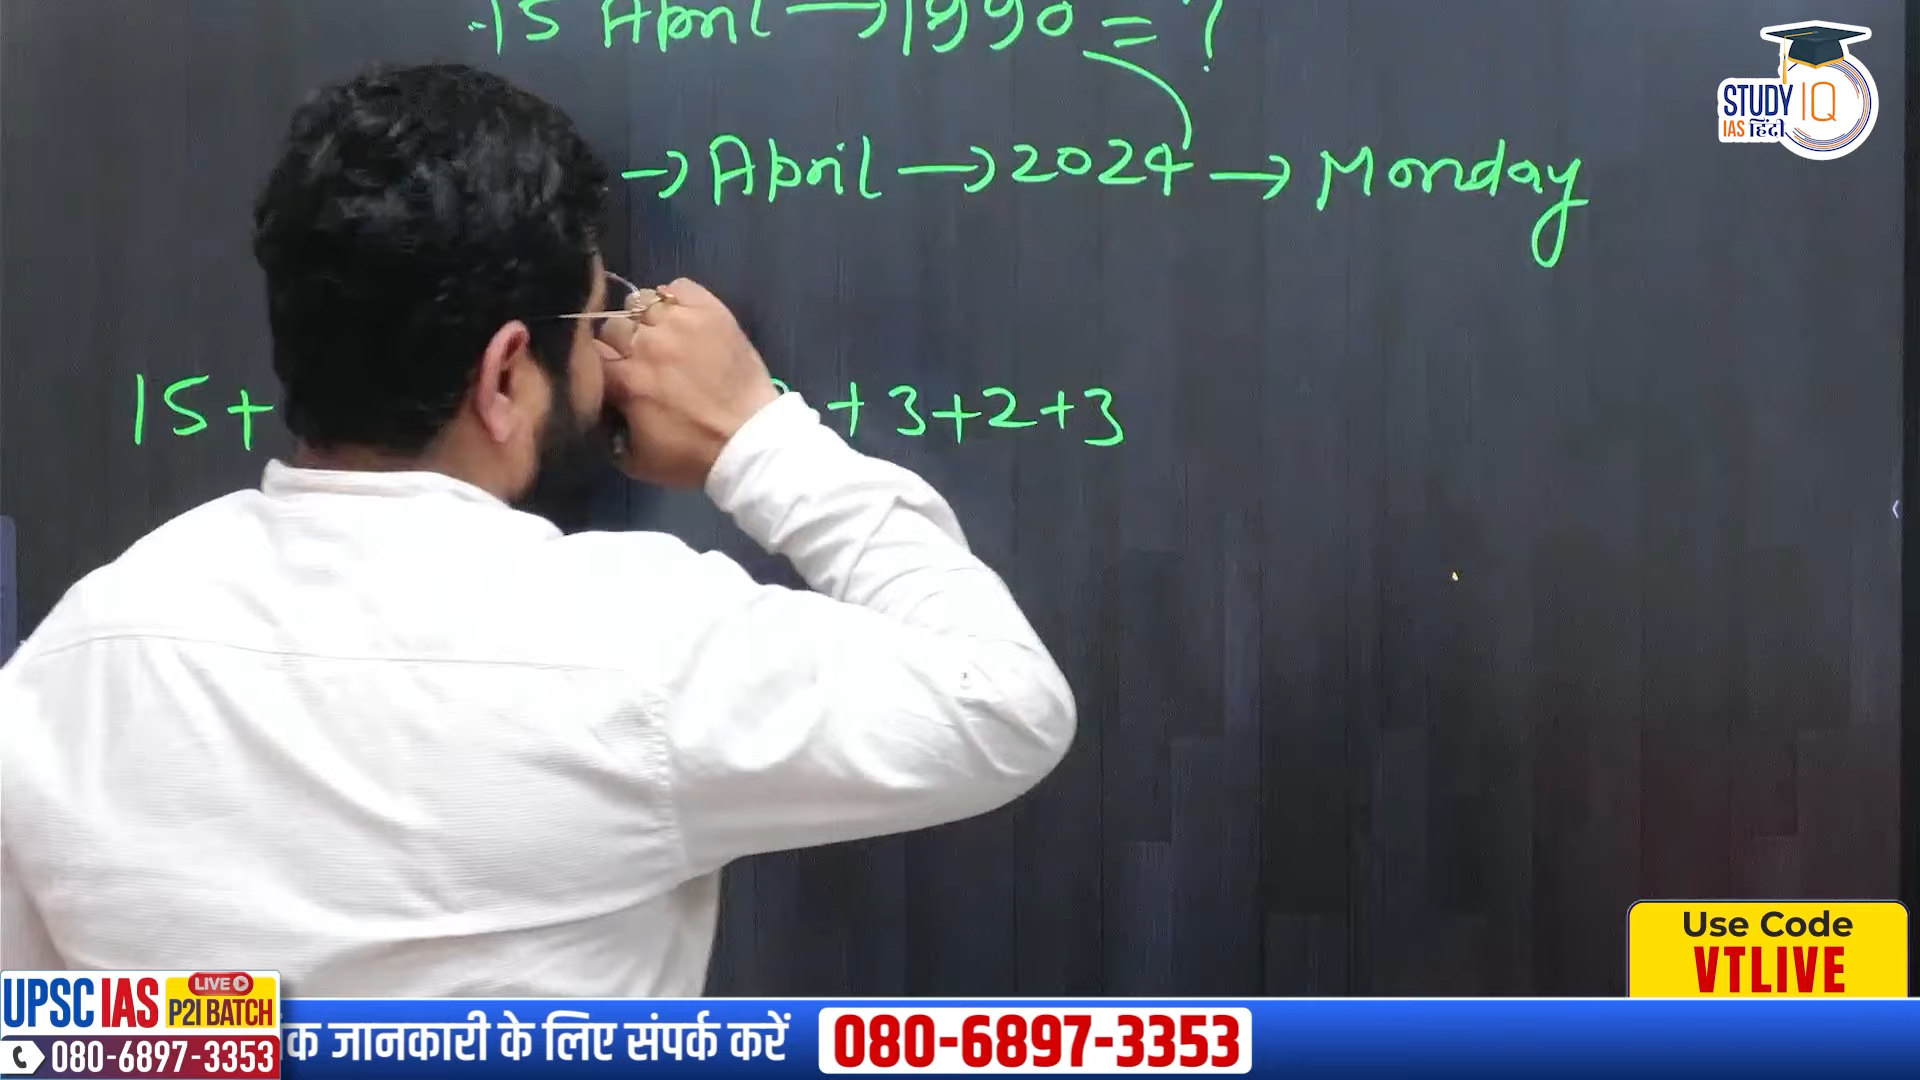 15 April → 1990 = ?
→ April → 2024 → Monday
15 +
+ 3 + 2 + 3
STUDY IQ
IAS हिंदी
Use Code
VTLIVE
UPSC IAS LIVE P2I BATCH
080-6897-3353
जानकारी के लिए संपर्क करें 080-6897-3353